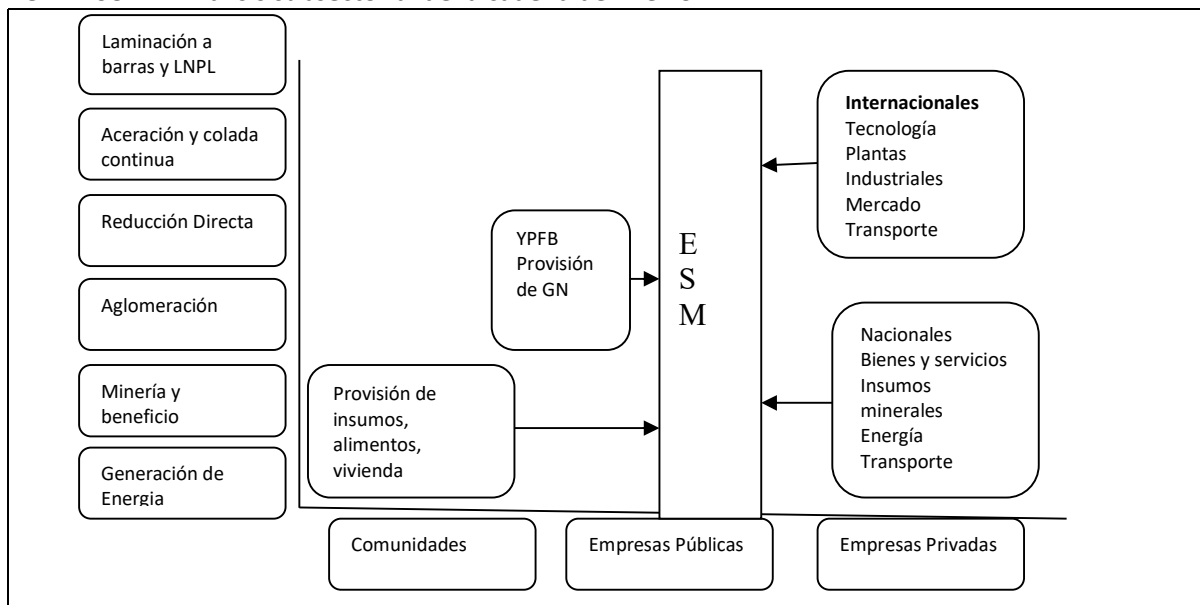 Laminación a
barras y LNPL
Aceración y colada
continua
Reducción Directa
Aglomeración
Minería y
beneficio
Generación de
Energia
YPFB
Provisión
de GN
Provisión de
insumos,
alimentos,
vivienda
E
S
M
Internacionales
Tecnología
Plantas
Industriales
Mercado
Transporte
Nacionales
Bienes y servicios
Insumos
minerales
Energía
Transporte
Comunidades
Empresas Públicas
Empresas Privadas